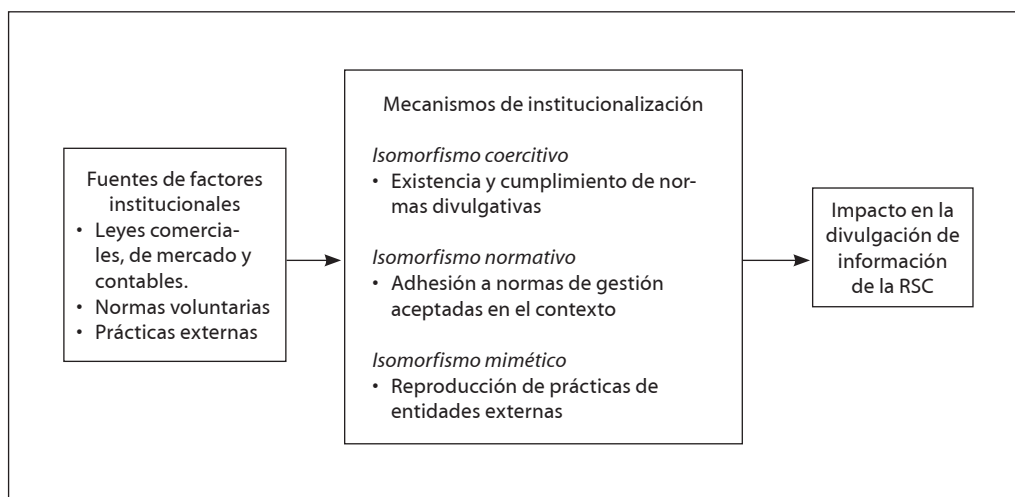 Fuentes de factores
institucionales
• Leyes comercia-
les, de mercado y
contables.
• Normas voluntarias
• Prácticas externas
Mecanismos de institucionalización
Isomorfismo coercitivo
• Existencia y cumplimiento de nor-
mas divulgativas
Isomorfismo normativo
• Adhesión a normas de gestión
aceptadas en el contexto
Isomorfismo mimético
• Reproducción de prácticas de
entidades externas
Impacto en la
divulgación de
información
de la RSC